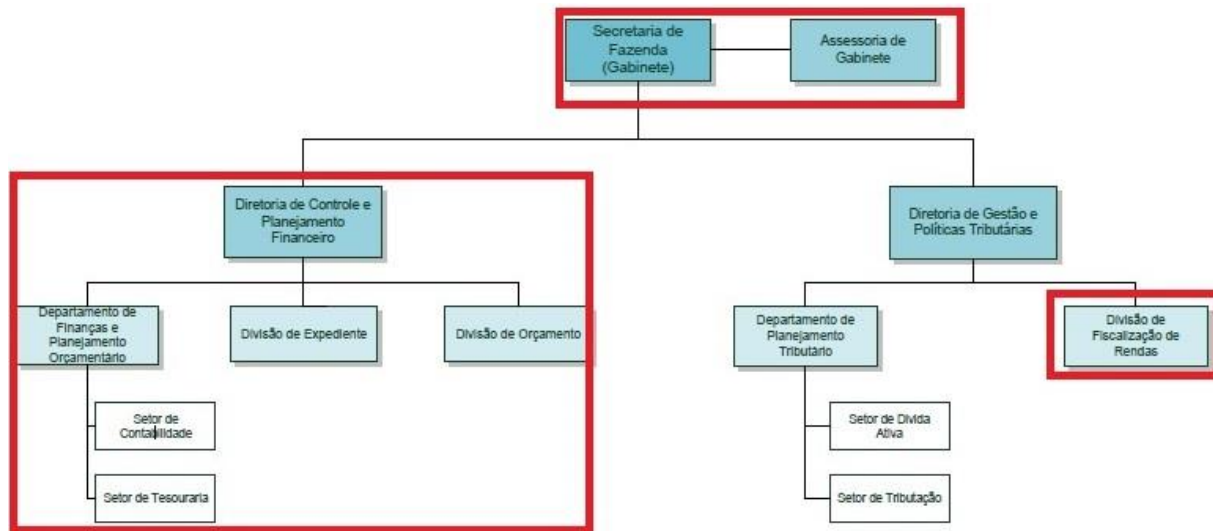 Secretaria de
Fazenda
(Gabinete)
Assessoria de
Gabinete
Diretoria de Controle e
Planejamento
Financeiro
Diretoria de Gestão e
Políticas Tributárias
Departamento de
Finanças e
Planejamento
Orçamentário
Divisão de Expediente
Divisão de Orçamento
Departamento de
Planejamento
Tributário
Divisão de
Fiscalização de
Rendas
Setor de
Contabilidade
Setor de Tesouraria
Setor de Divida
Ativa
Setor de Tributação